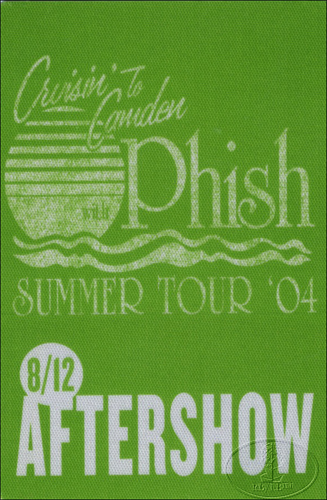 Cruisin' To
Camden
with
Phish
SUMMER TOUR '04
8/12
AFTERSHOW